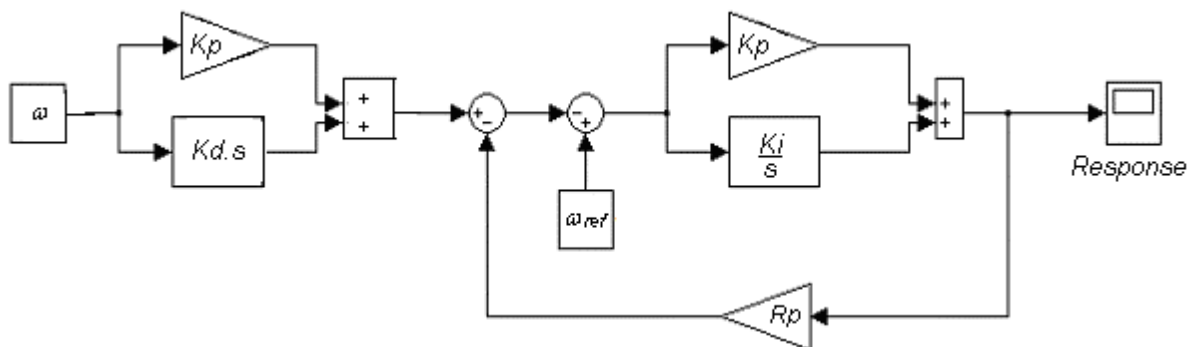 Kp
Kp
ω
+
+
+
−
−
+
+
+
Kd.s
Ki
s
Response
ωref
Rp